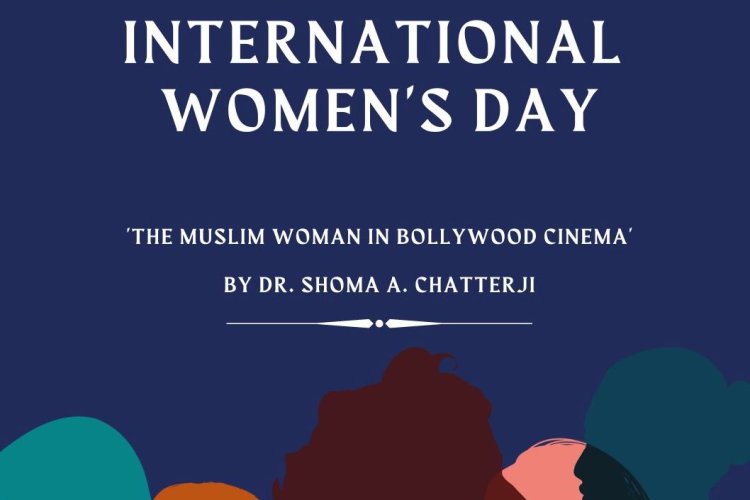 INTERNATIONAL
WOMEN'S DAY
'THE MUSLIM WOMAN IN BOLLYWOOD CINEMA'
BY DR. SHOMA A. CHATTERJI